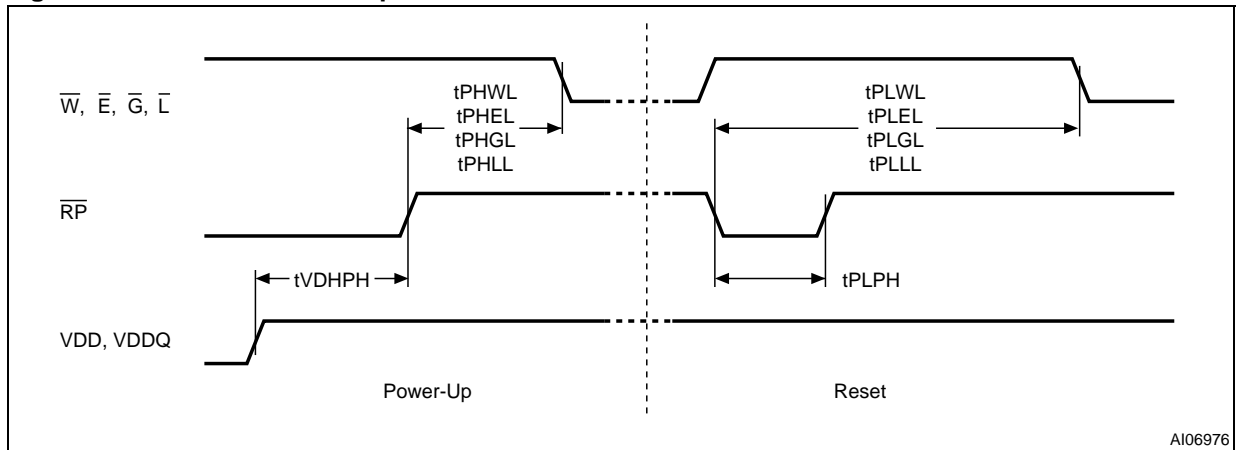 W, E, G, L
tPHWL
tPHEL
tPHGL
tPHLL
tPLWL
tPLEL
tPLGL
tPLLL
RP
tVDHPH
tPLPH
VDD, VDDQ
Power-Up
Reset
AI06976